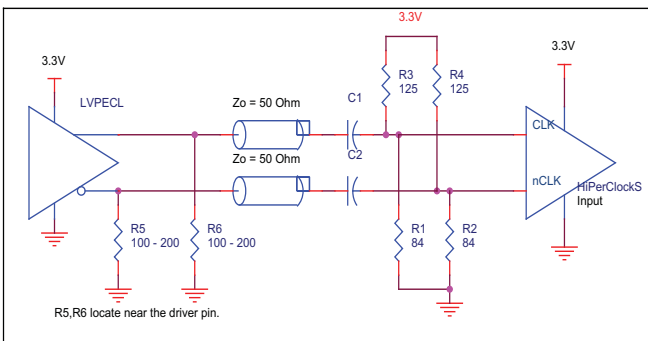 3.3V
3.3V
3.3V
LVPECL
R3
125
R4
125
Zo = 50 Ohm
C1
CLK
Zo = 50 Ohm
C2
nCLK
HiPerClockS
Input
R5
100 - 200
R6
100 - 200
R1
84
R2
84
R5,R6 locate near the driver pin.